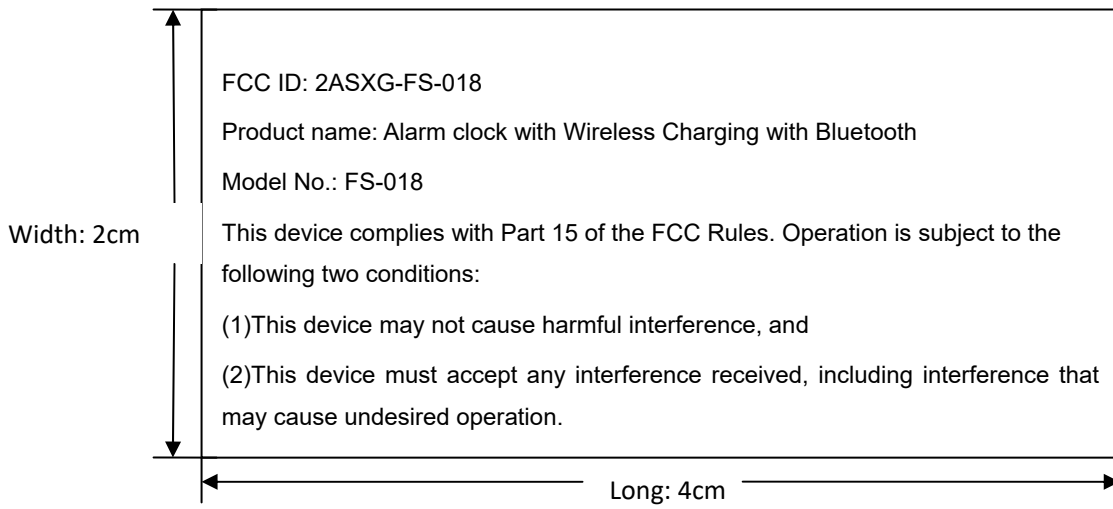 FCC ID: 2ASXG-FS-018
Product name: Alarm clock with Wireless Charging with Bluetooth
Model No.: FS-018
Width: 2cm
This device complies with Part 15 of the FCC Rules. Operation is subject to the
following two conditions:
(1)This device may not cause harmful interference, and
(2)This device must accept any interference received, including interference that
may cause undesired operation.
Long: 4cm